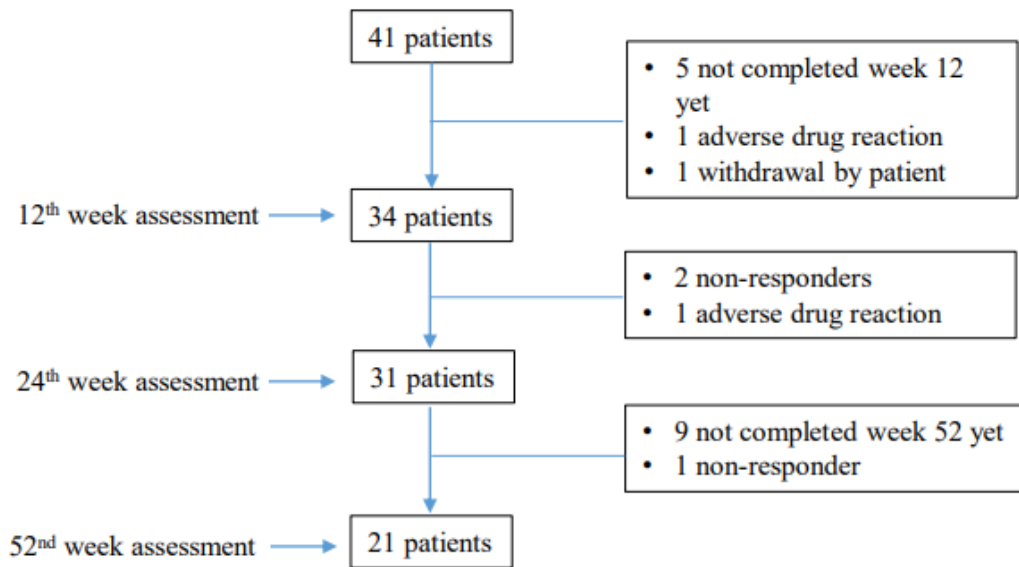 41 patients
• 5 not completed week 12
yet
• 1 adverse drug reaction
• 1 withdrawal by patient
12th week assessment
34 patients
• 2 non-responders
• 1 adverse drug reaction
24th week assessment
31 patients
• 9 not completed week 52 yet
• 1 non-responder
52nd week assessment
21 patients